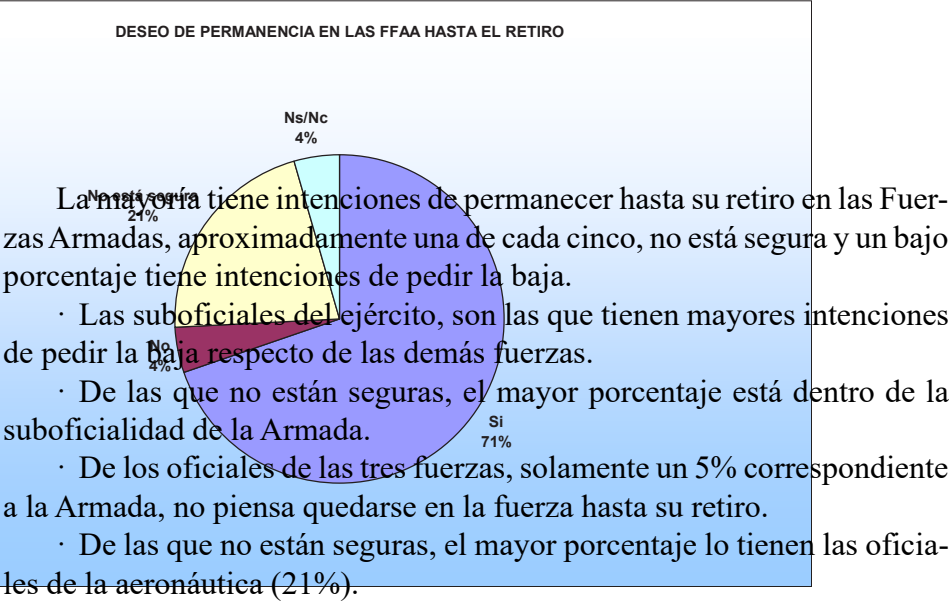 DESEO DE PERMANENCIA EN LAS FFAA HASTA EL RETIRO
Ns/Nc
4%
No está segura
21%
La mayoría tiene intenciones de permanecer hasta su retiro en las Fuer-
zas Armadas, aproximadamente una de cada cinco, no está segura y un bajo
porcentaje tiene intenciones de pedir la baja.
· Las suboficiales del ejército, son las que tienen mayores intenciones
de pedir la baja respecto de las demás fuerzas.
No
4%
· De las que no están seguras, el mayor porcentaje está dentro de la
suboficialidad de la Armada.
Si
71%
· De los oficiales de las tres fuerzas, solamente un 5% correspondiente
a la Armada, no piensa quedarse en la fuerza hasta su retiro.
· De las que no están seguras, el mayor porcentaje lo tienen las oficia-
les de la aeronáutica (21%).